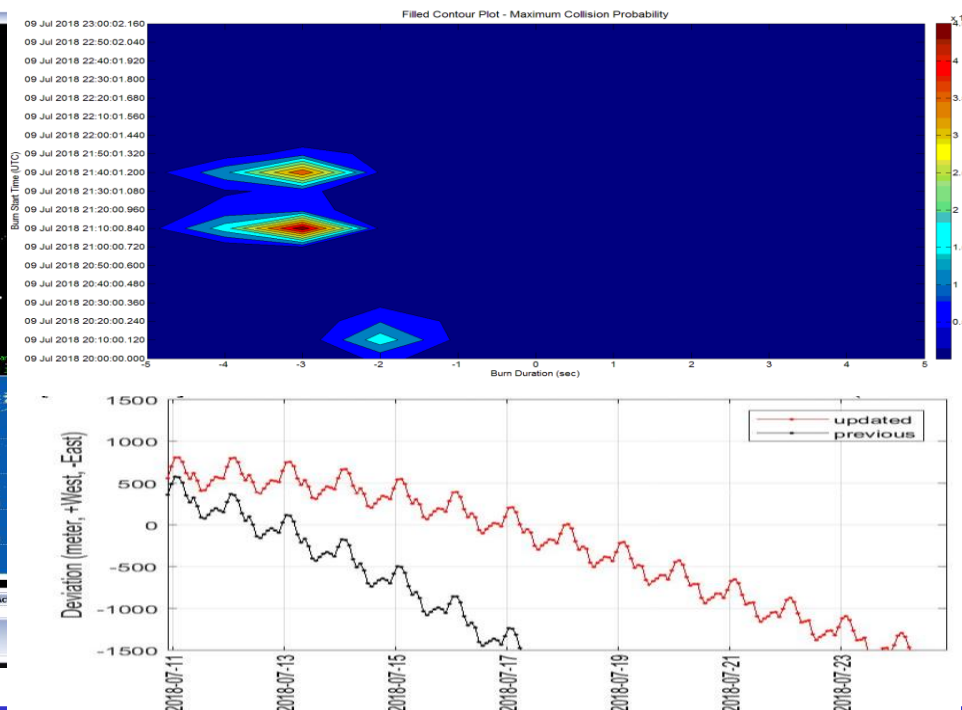 Filled Contour Plot - Maximum Collision Probability
Burn Start Time (UTC)
09 Jul 2018 23:00:02.160
09 Jul 2018 22:50:02.040
09 Jul 2018 22:40:01.920
09 Jul 2018 22:30:01.800
09 Jul 2018 22:20:01.680
09 Jul 2018 22:10:01.560
09 Jul 2018 22:00:01.440
09 Jul 2018 21:50:01.320
09 Jul 2018 21:40:01.200
09 Jul 2018 21:30:01.080
09 Jul 2018 21:20:00.960
09 Jul 2018 21:10:00.840
09 Jul 2018 21:00:00.720
09 Jul 2018 20:50:00.600
09 Jul 2018 20:40:00.480
09 Jul 2018 20:30:00.360
09 Jul 2018 20:20:00.240
09 Jul 2018 20:10:00.120
09 Jul 2018 20:00:00.000
-5 -4 -3 -2 -1 0 1 2 3 4 5
Burn Duration (sec)
Deviation (meter, +West, -East)
1500
1000
500
0
-500
-1000
-1500
updated
previous
2018-07-11
2018-07-13
2018-07-15
2018-07-17
2018-07-19
2018-07-21
2018-07-23